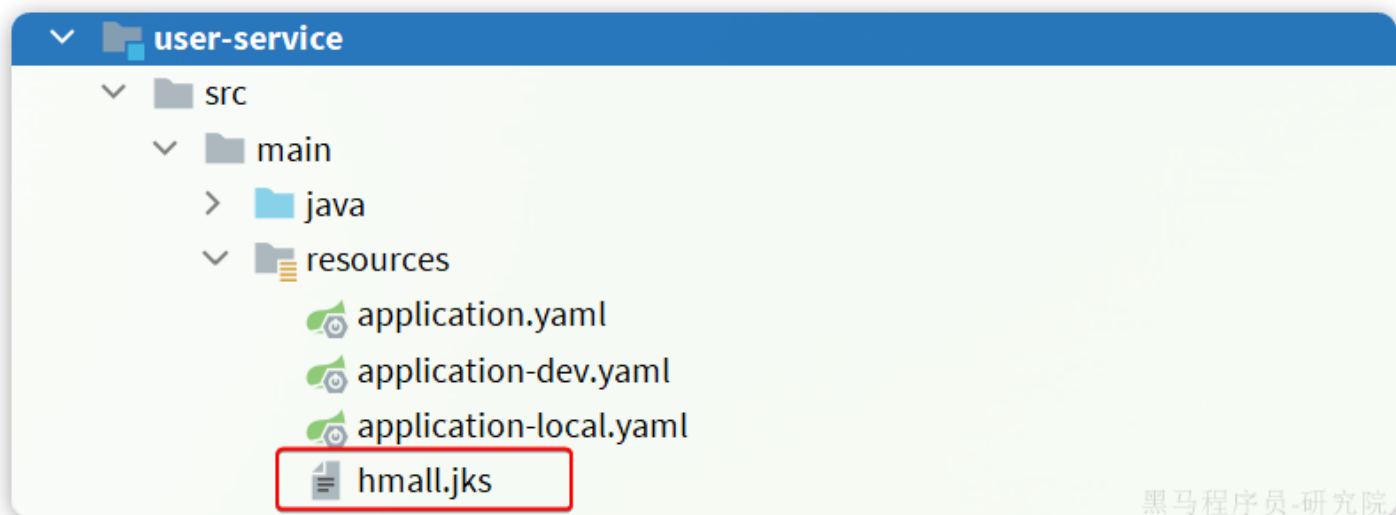 user-service
src
main
java
resources
application.yaml
application-dev.yaml
application-local.yaml
hmall.jks
黑马程序员-研究院